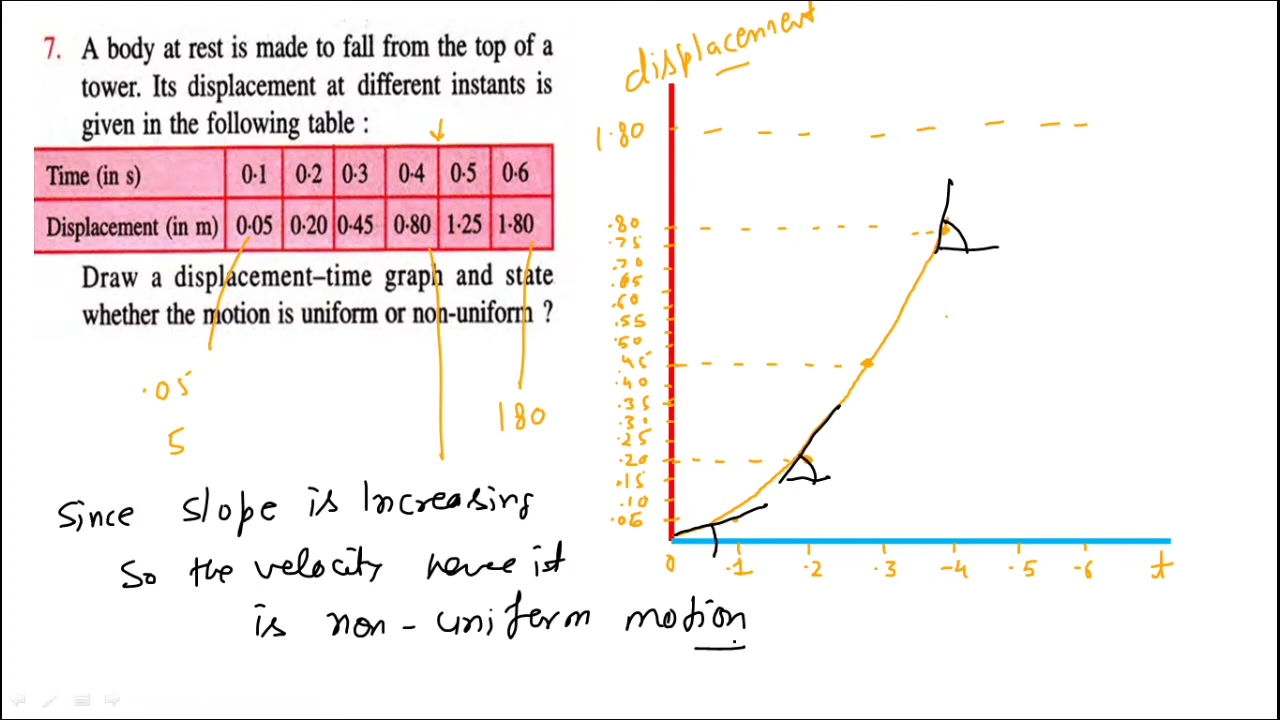 7. A body at rest is made to fall from the top of a
tower. Its displacement at different instants is
given in the following table :
Time (in s) 0·1 0·2 0·3 0·4 0·5 0·6
Displacement (in m) 0·05 0·20 0·45 0·80 1·25 1·80
Draw a displacement–time graph and state
whether the motion is uniform or non-uniform ?
.05
5
180
Since slope is Increasing
So the velocity hence it
is non-uniform motion
displacement
1.80
.80
.75
.70
.65
.60
.55
.50
.45
.40
.35
.30
.25
.20
.15
.10
.05
0 .1 .2 .3 .4 .5 .6 t